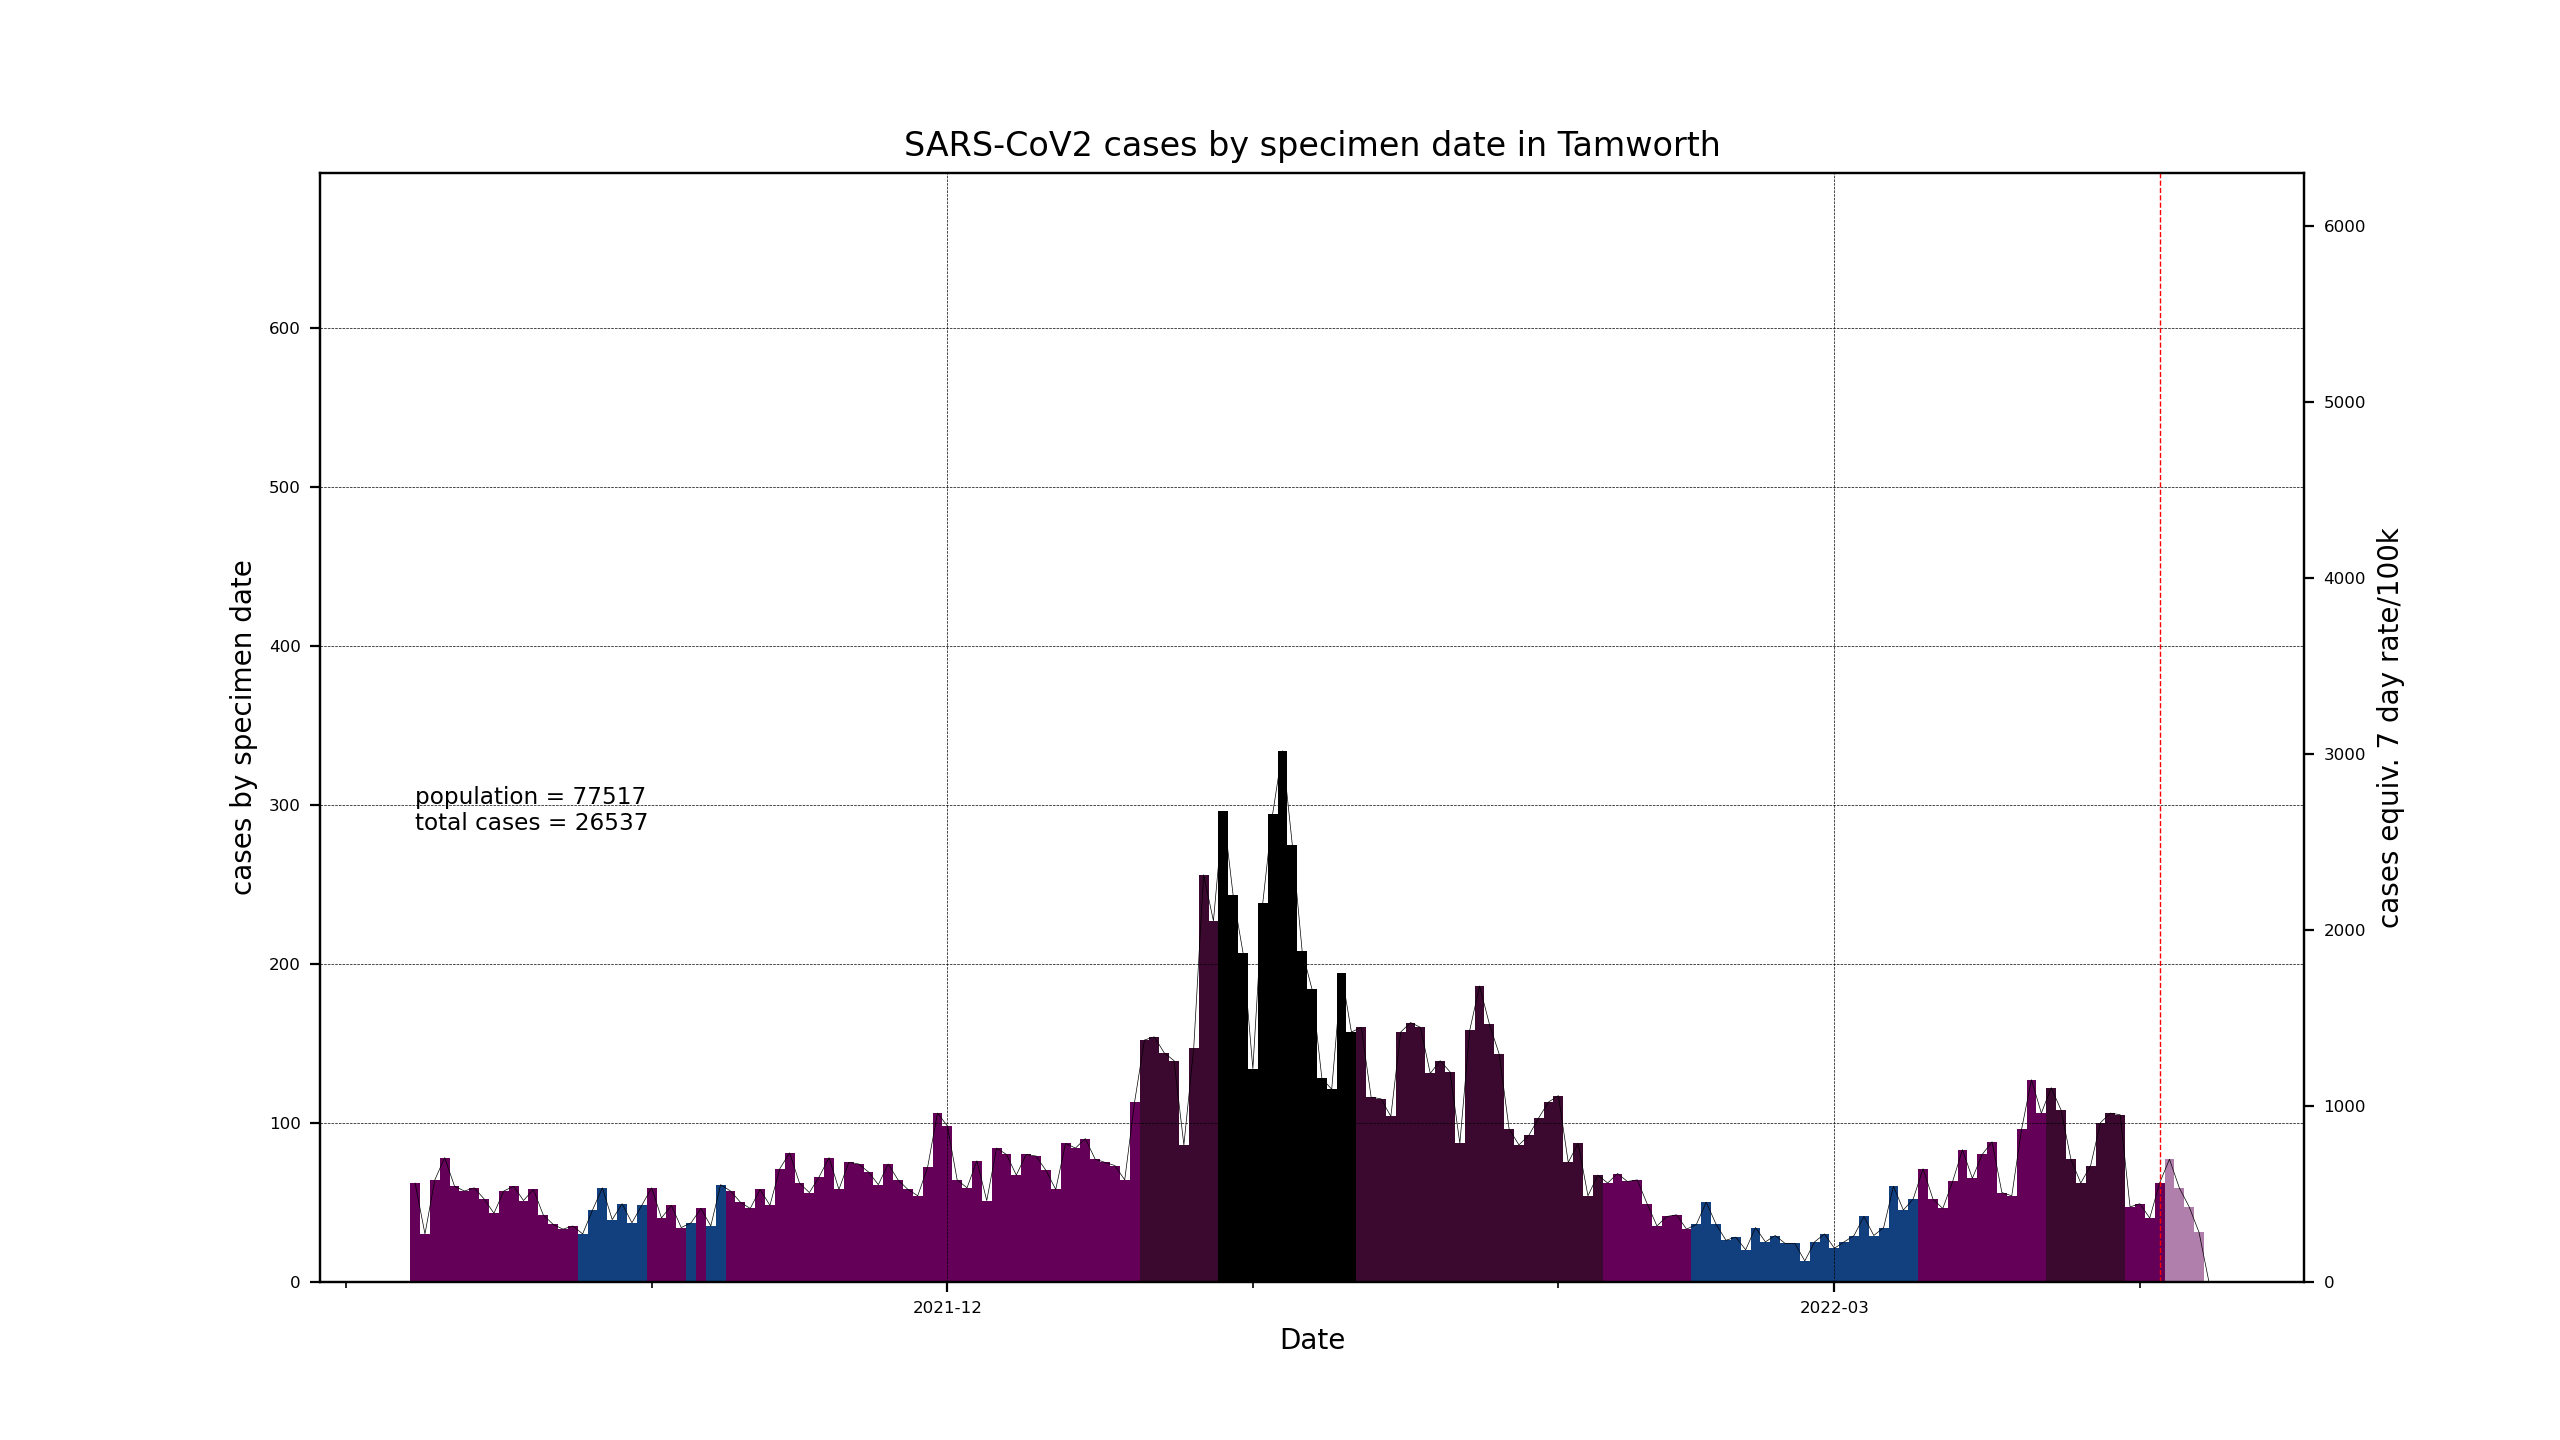 SARS-CoV2 cases by specimen date in Tamworth
cases by specimen date
600
500
400
300
200
100
0
population = 77517
total cases = 26537
6000
5000
4000
3000
2000
1000
0
cases equiv. 7 day rate/100k
2021-12
2022-03
Date